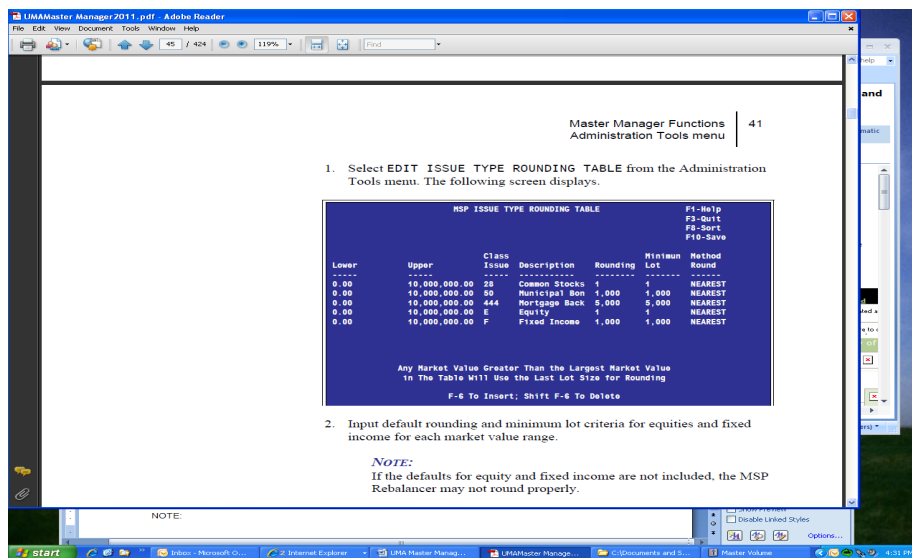 UMAMaster Manager2011.pdf - Adobe Reader
File Edit View Document Tools Window Help
45 / 424 119% Find
help
and
matic
Master Manager Functions 41
Administration Tools menu
1. Select EDIT ISSUE TYPE ROUNDING TABLE from the Administration
Tools menu. The following screen displays.
MSP ISSUE TYPE ROUNDING TABLE F1-Help
F3-Quit
F8-Sort
F10-Save
Class Minimun Method
Lower Upper Issue Description Rounding Lot Round
----- ----- ----- ----------- -------- ------- ------
0.00 10,000,000.00 28 Common Stocks 1 1 NEAREST
0.00 10,000,000.00 50 Municipal Bon 1,000 1,000 NEAREST
0.00 10,000,000.00 444 Mortgage Back 5,000 5,000 NEAREST
0.00 10,000,000.00 E Equity 1 1 NEAREST
0.00 10,000,000.00 F Fixed Income 1,000 1,000 NEAREST
Any Market Value Greater Than the Largest Market Value
in The Table Will Use the Last Lot Size for Rounding
F-6 To Insert; Shift F-6 To Delete
2. Input default rounding and minimum lot criteria for equities and fixed
income for each market value range.
NOTE:
If the defaults for equity and fixed income are not included, the MSP
Rebalancer may not round properly.
NOTE:
Show Preview
Disable Linked Styles
Options...
start Inbox - Microsoft O... 2 Internet Explorer UMA Master Manag... UMAMaster Manage... C:\Documents and S... Master Volume 4:31 PM